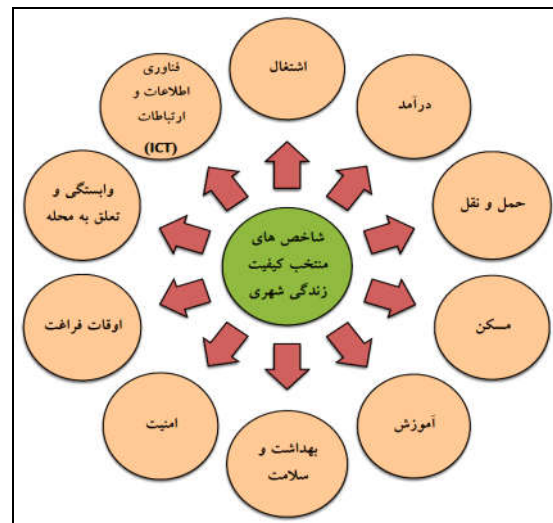 شاخص های
منتخب کیفیت
زندگی شهری
اشتغال
درآمد
حمل و نقل
مسکن
آموزش
بهداشت و
سلامت
امنیت
اوقات فراغت
وابستگی و
تعلق به محله
فناوری
اطلاعات و
ارتباطات
(ICT)